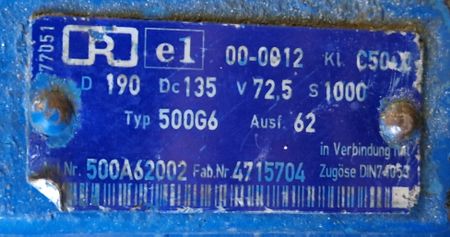 77051
R e1 00-0012 Kl. C50-X
D 190 Dc 135 V 72,5 S 1000
Typ 500G6 Ausf. 62
in Verbindung mit
Nr. 500A62002 Fab.Nr. 4715704 Zugöse DIN74053